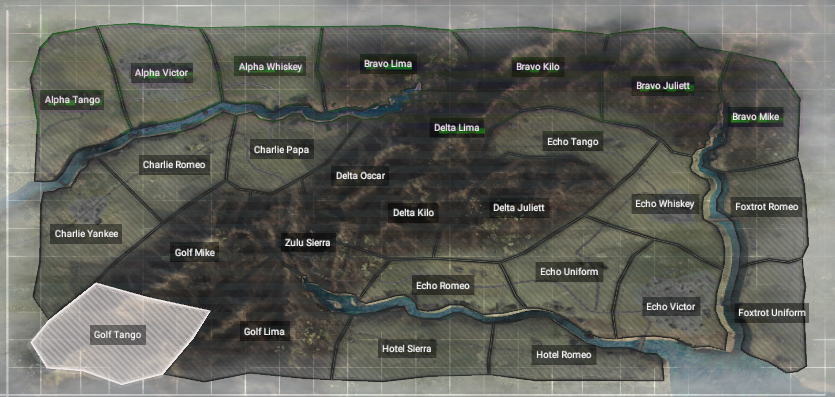 Bravo Lima
Alpha Whiskey
Bravo Kilo
Alpha Victor
Bravo Juliett
Alpha Tango
Bravo Mike
Delta Lima
Echo Tango
Charlie Papa
Charlie Romeo
Delta Oscar
Echo Whiskey
Foxtrot Romeo
Delta Juliett
Delta Kilo
Charlie Yankee
Zulu Sierra
Golf Mike
Echo Uniform
Echo Romeo
Echo Victor
Foxtrot Uniform
Golf Lima
Golf Tango
Hotel Sierra
Hotel Romeo